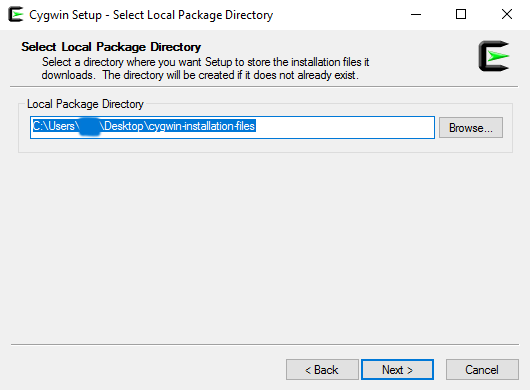 Cygwin Setup - Select Local Package Directory
Select Local Package Directory
Select a directory where you want Setup to store the installation files it
downloads. The directory will be created if it does not already exist.
Local Package Directory
C:\Users\ \Desktop\cygwin-installation-files
Browse...
< Back
Next >
Cancel